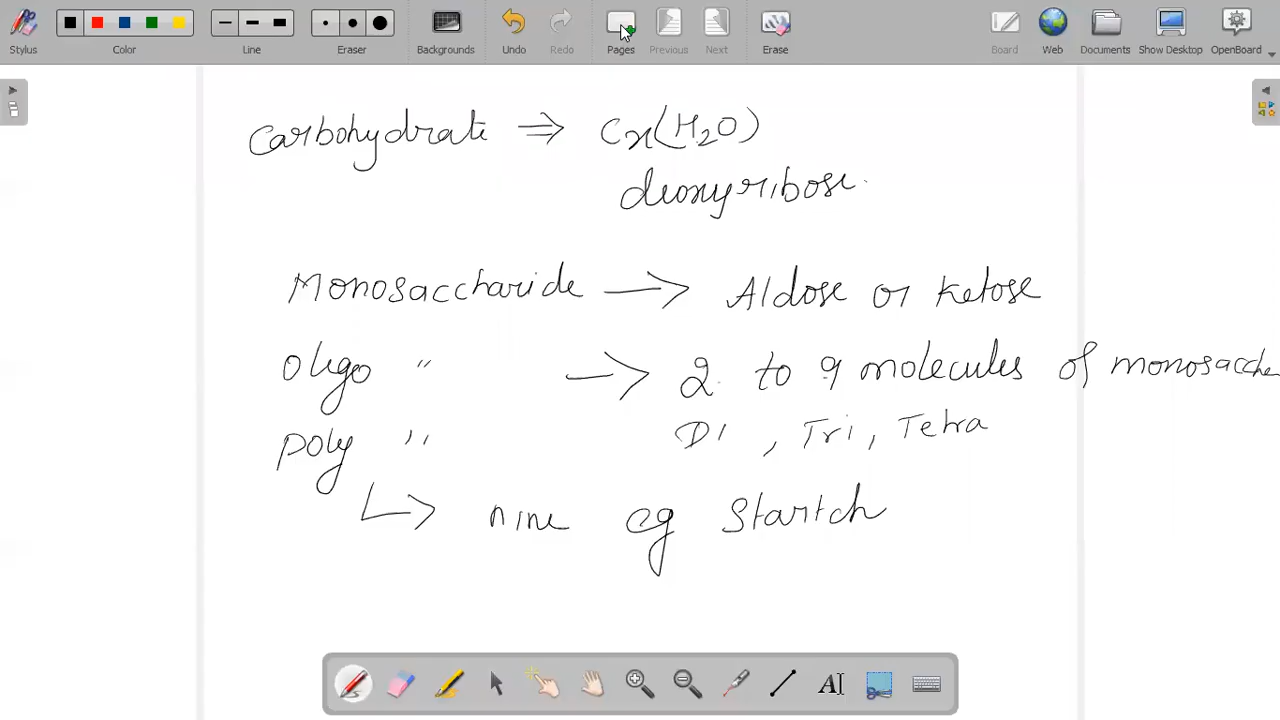 Stylus Color Line Eraser Backgrounds Undo Redo Pages Previous Next Erase Board Web Documents Show Desktop OpenBoard
Carbohydrate ⇒ Cx(H2O)
deoxyribose
Monosaccharide → Aldose or Ketose
Oligo " → 2 to 9 molecules of monosacche
Poly " Di, Tri, Tetra
↳ nine eg Startch